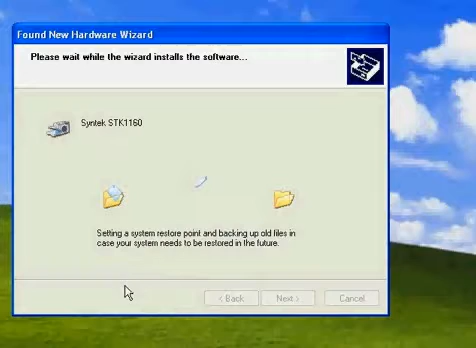 Found New Hardware Wizard
Please wait while the wizard installs the software...
Syntek STK1160
Setting a system restore point and backing up old files in
case your system needs to be restored in the future.
< Back
Next >
Cancel